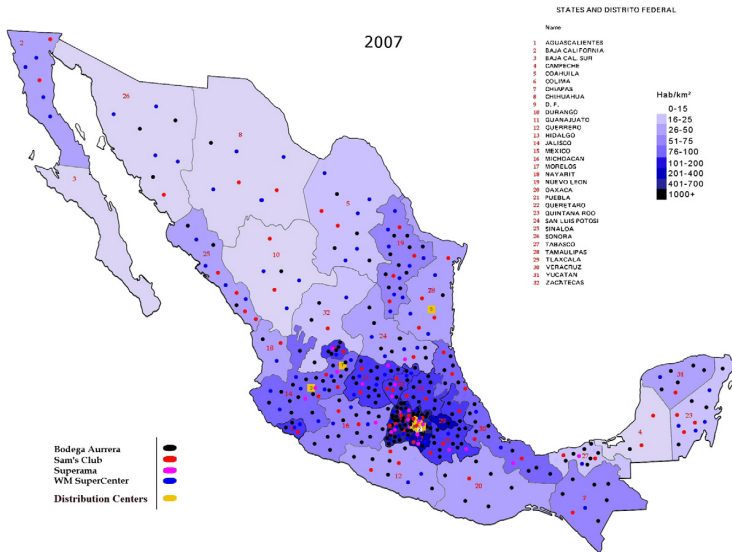 STATES AND DISTRITO FEDERAL
2007
Name
1 AGUASCALIENTES
2 BAJA CALIFORNIA
3 BAJA CAL. SUR
4 CAMPECHE
5 COAHUILA
6 COLIMA
7 CHIAPAS
8 CHIHUAHUA
9 D. F.
10 DURANGO
11 GUANAJUATO
12 GUERRERO
13 HIDALGO
14 JALISCO
15 MEXICO
16 MICHOACAN
17 MORELOS
18 NAYARIT
19 NUEVO LEON
20 OAXACA
21 PUEBLA
22 QUERETARO
23 QUINTANA ROO
24 SAN LUIS POTOSI
25 SINALOA
26 SONORA
27 TABASCO
28 TAMAULIPAS
29 TLAXCALA
30 VERACRUZ
31 YUCATAN
32 ZACATECAS
Hab/km²
0-15
16-25
26-50
51-75
76-100
101-200
201-400
401-700
1000+
2
26
8
3
5
19
10
25
28
32
24
18
31
23
4
16
12
20
Bodega Aurrera
Sam's Club
Superama
WM SuperCenter
Distribution Centers